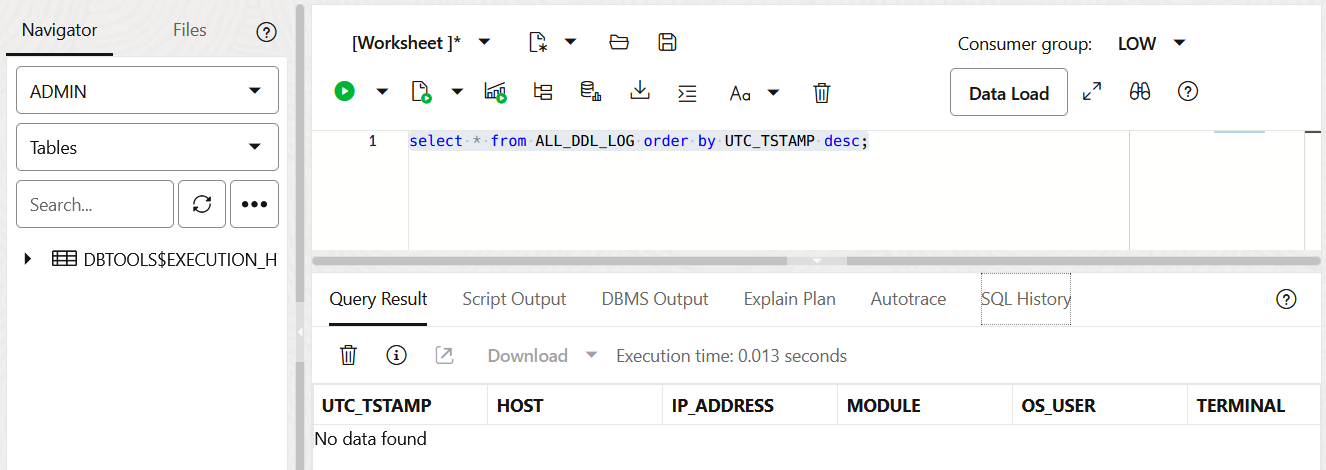 Navigator Files
ADMIN
Tables
Search...
DBTOOLS$EXECUTION_H
[Worksheet ]* Consumer group: LOW
Aa Data Load
1 select * from ALL_DDL_LOG order by UTC_TSTAMP desc;
Query Result Script Output DBMS Output Explain Plan Autotrace SQL History
Download Execution time: 0.013 seconds
UTC_TSTAMP HOST IP_ADDRESS MODULE OS_USER TERMINAL
No data found